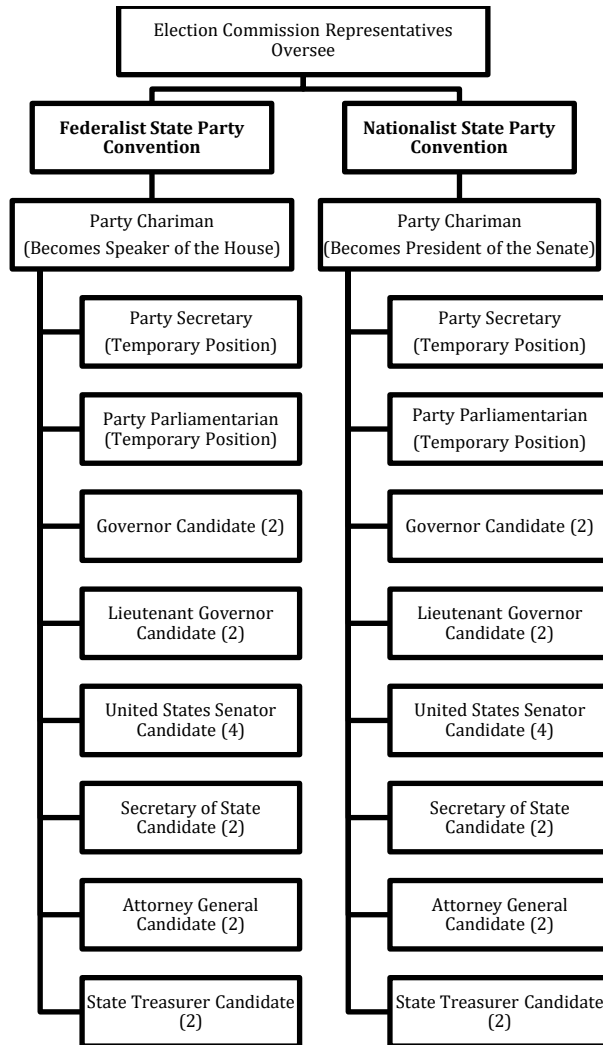 Election Commission Representatives
Oversee
Federalist State Party
Convention
Party Chariman
(Becomes Speaker of the House)
Party Secretary
(Temporary Position)
Party Parliamentarian
(Temporary Position)
Governor Candidate (2)
Lieutenant Governor
Candidate (2)
United States Senator
Candidate (4)
Secretary of State
Candidate (2)
Attorney General
Candidate (2)
State Treasurer Candidate
(2)
Nationalist State Party
Convention
Party Chariman
(Becomes President of the Senate)
Party Secretary
(Temporary Position)
Party Parliamentarian
(Temporary Position)
Governor Candidate (2)
Lieutenant Governor
Candidate (2)
United States Senator
Candidate (4)
Secretary of State
Candidate (2)
Attorney General
Candidate (2)
State Treasurer Candidate
(2)